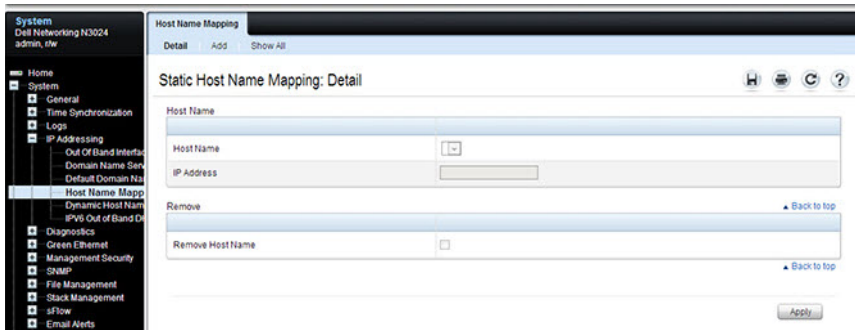 System
Dell Networking N3024
admin, r/w
Home
System
General
Time Synchronization
Logs
IP Addressing
Out Of Band Interfac
Domain Name Serv
Default Domain Na
Host Name Mapp
Dynamic Host Nam
IPV6 Out of Band D
Diagnostics
Green Ethernet
Management Security
SNMP
File Management
Stack Management
sFlow
Email Alerts
Host Name Mapping
Detail Add Show All
Static Host Name Mapping: Detail
Host Name
Host Name
IP Address
Remove
▲ Back to top
Remove Host Name
▲ Back to top
Apply